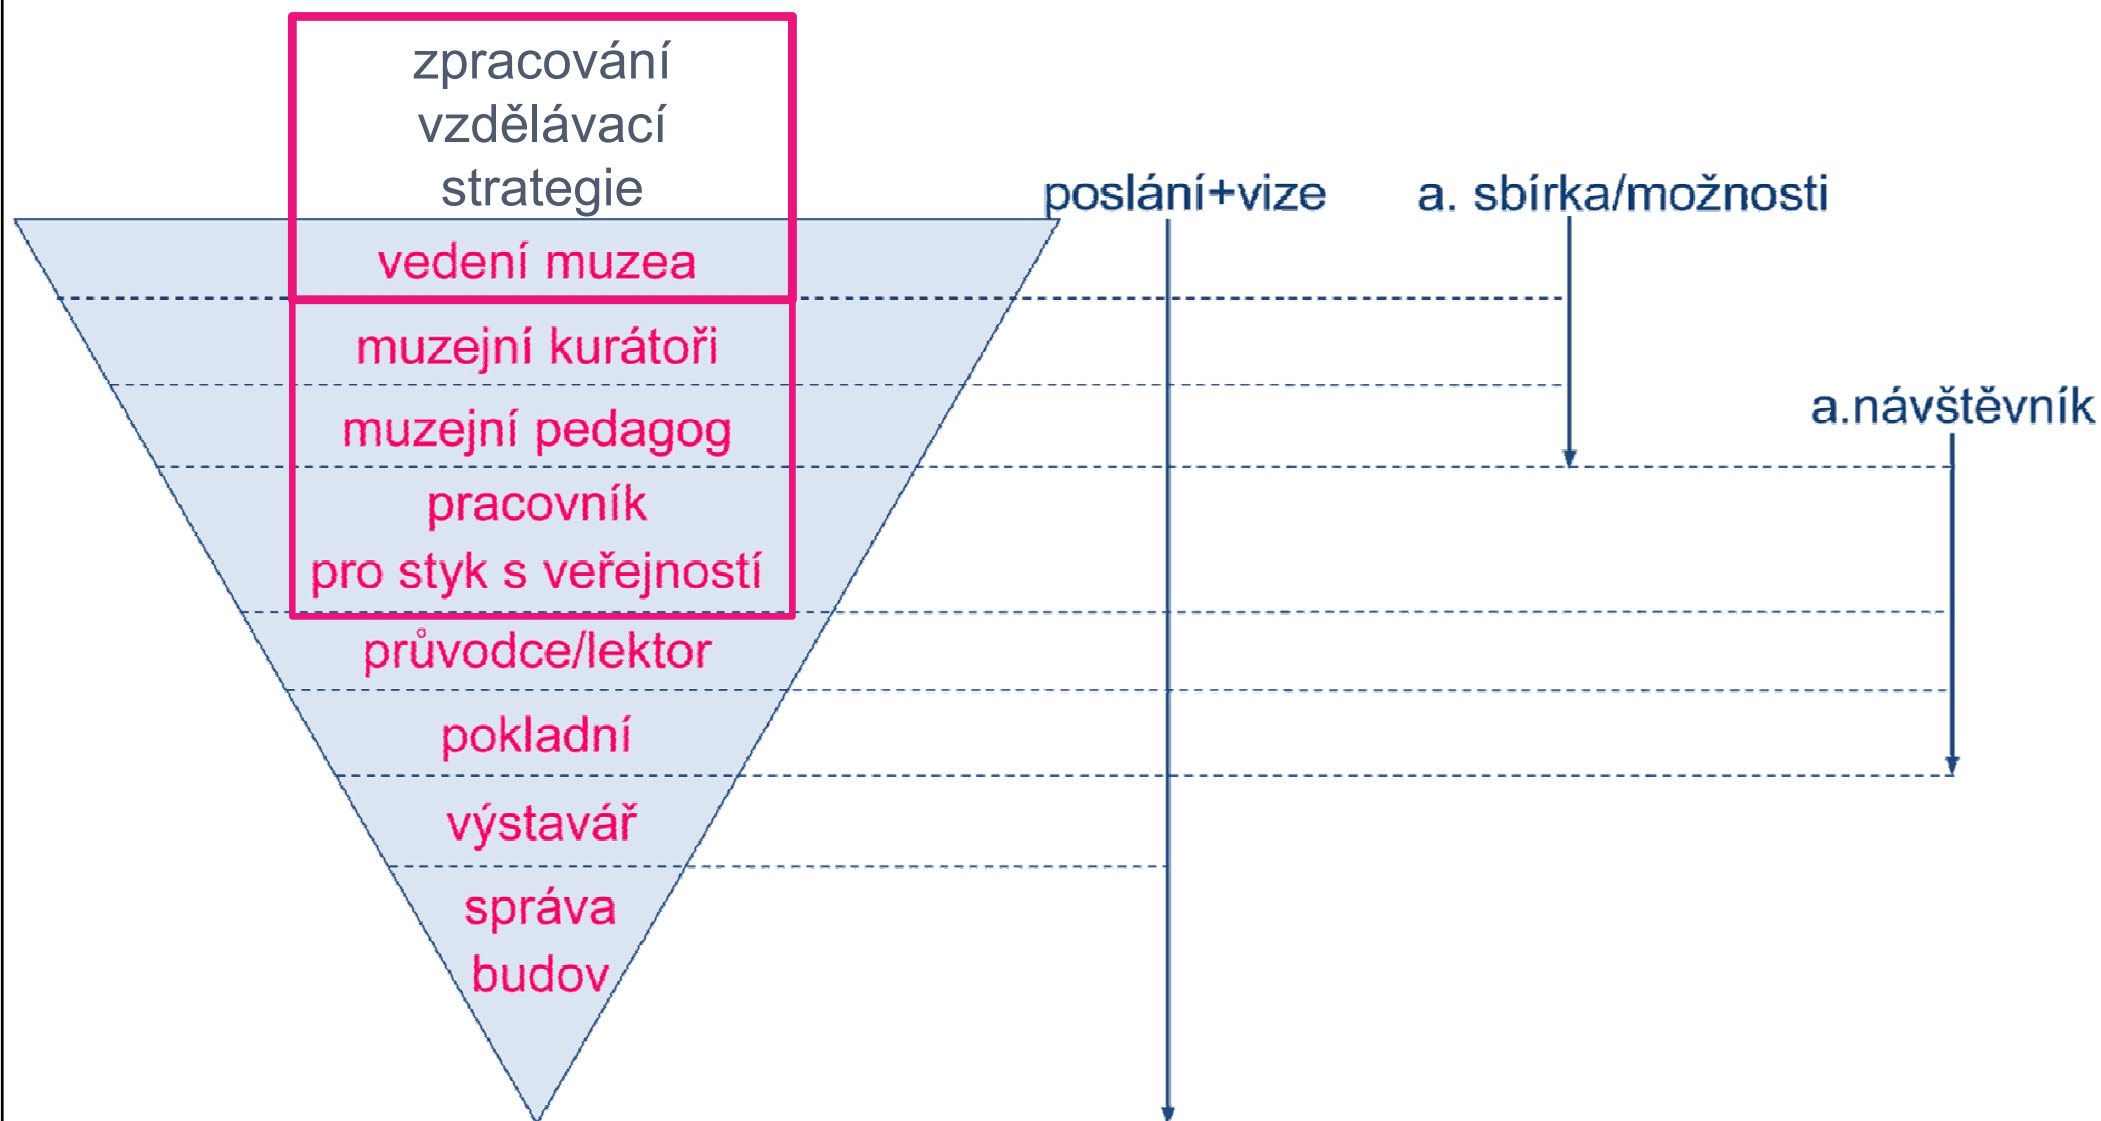 zpracování
vzdělávací
strategie
poslání+vize
a. sbírka/možnosti
vedení muzea
muzejní kurátoři
a.návštěvník
muzejní pedagog
pracovník
pro styk s veřejností
průvodce/lektor
pokladní
výstavář
správa
budov